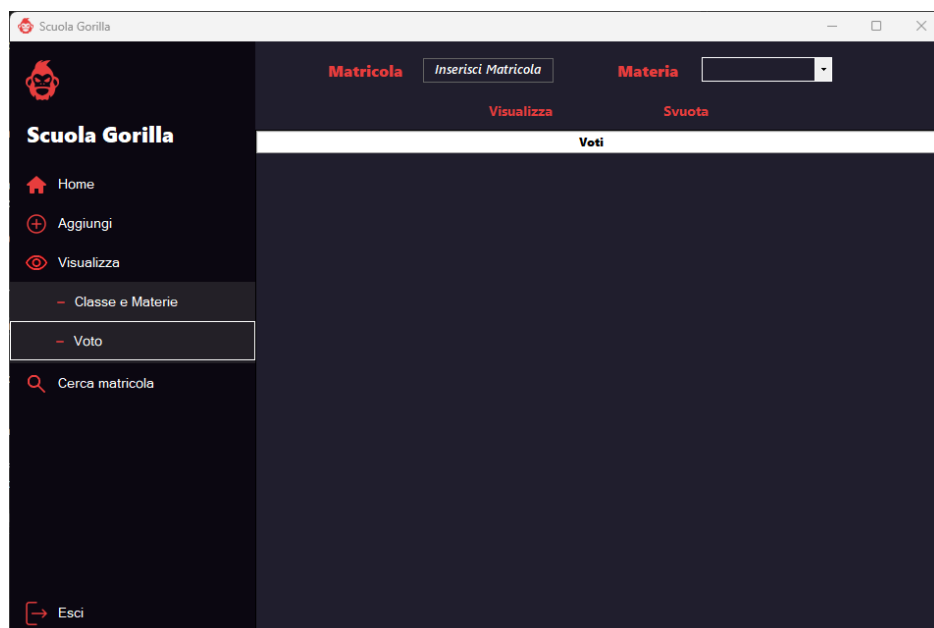 Scuola Gorilla
Scuola Gorilla
Home
Aggiungi
Visualizza
– Classe e Materie
– Voto
Cerca matricola
Esci
Matricola Inserisci Matricola Materia
Visualizza Svuota
Voti